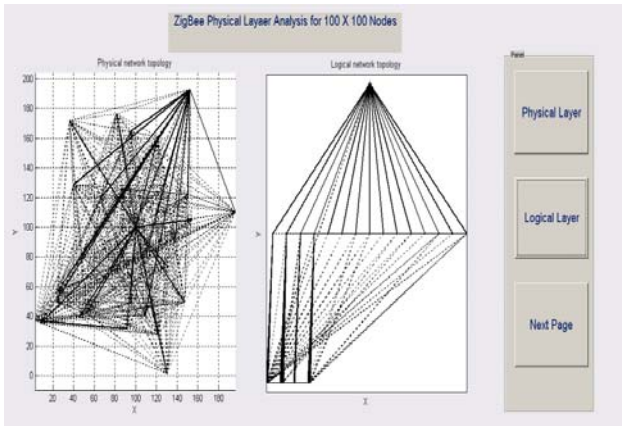 ZigBee Physical Layaer Analysis for 100 X 100 Nodes
Physical network topology
Logical network topology
Panel
200
180
160
140
120
100
80
60
40
20
0
Y
20 40 60 80 100 120 140 160 180
X
Y
X
Physical Layer
Logical Layer
Next Page